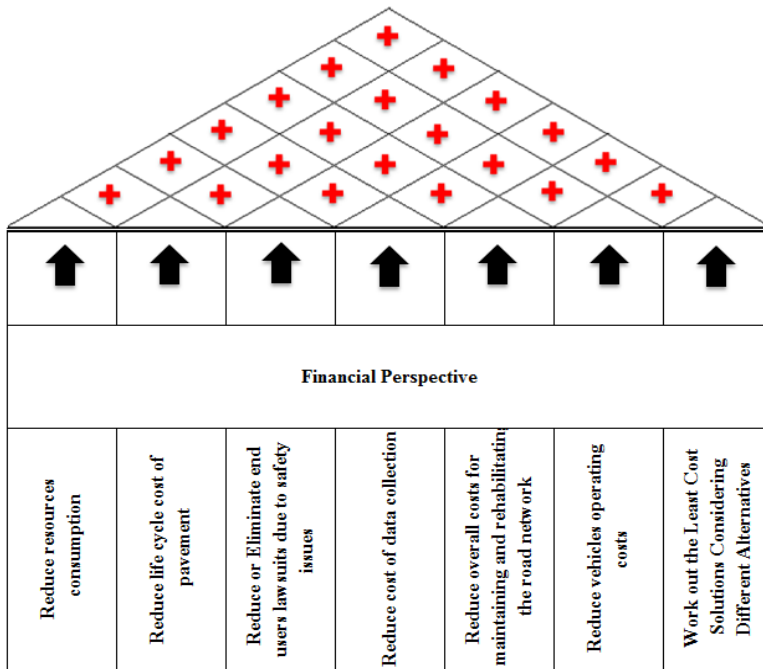 Financial Perspective
Reduce resources
consumption
Reduce life cycle cost of
pavement
Reduce or Eliminate end
users lawsuits due to safety
issues
Reduce cost of data collection
Reduce overall costs for
maintaining and rehabilitating
the road network
Reduce vehicles operating
costs
Work out the Least Cost
Solutions Considering
Different Alternatives